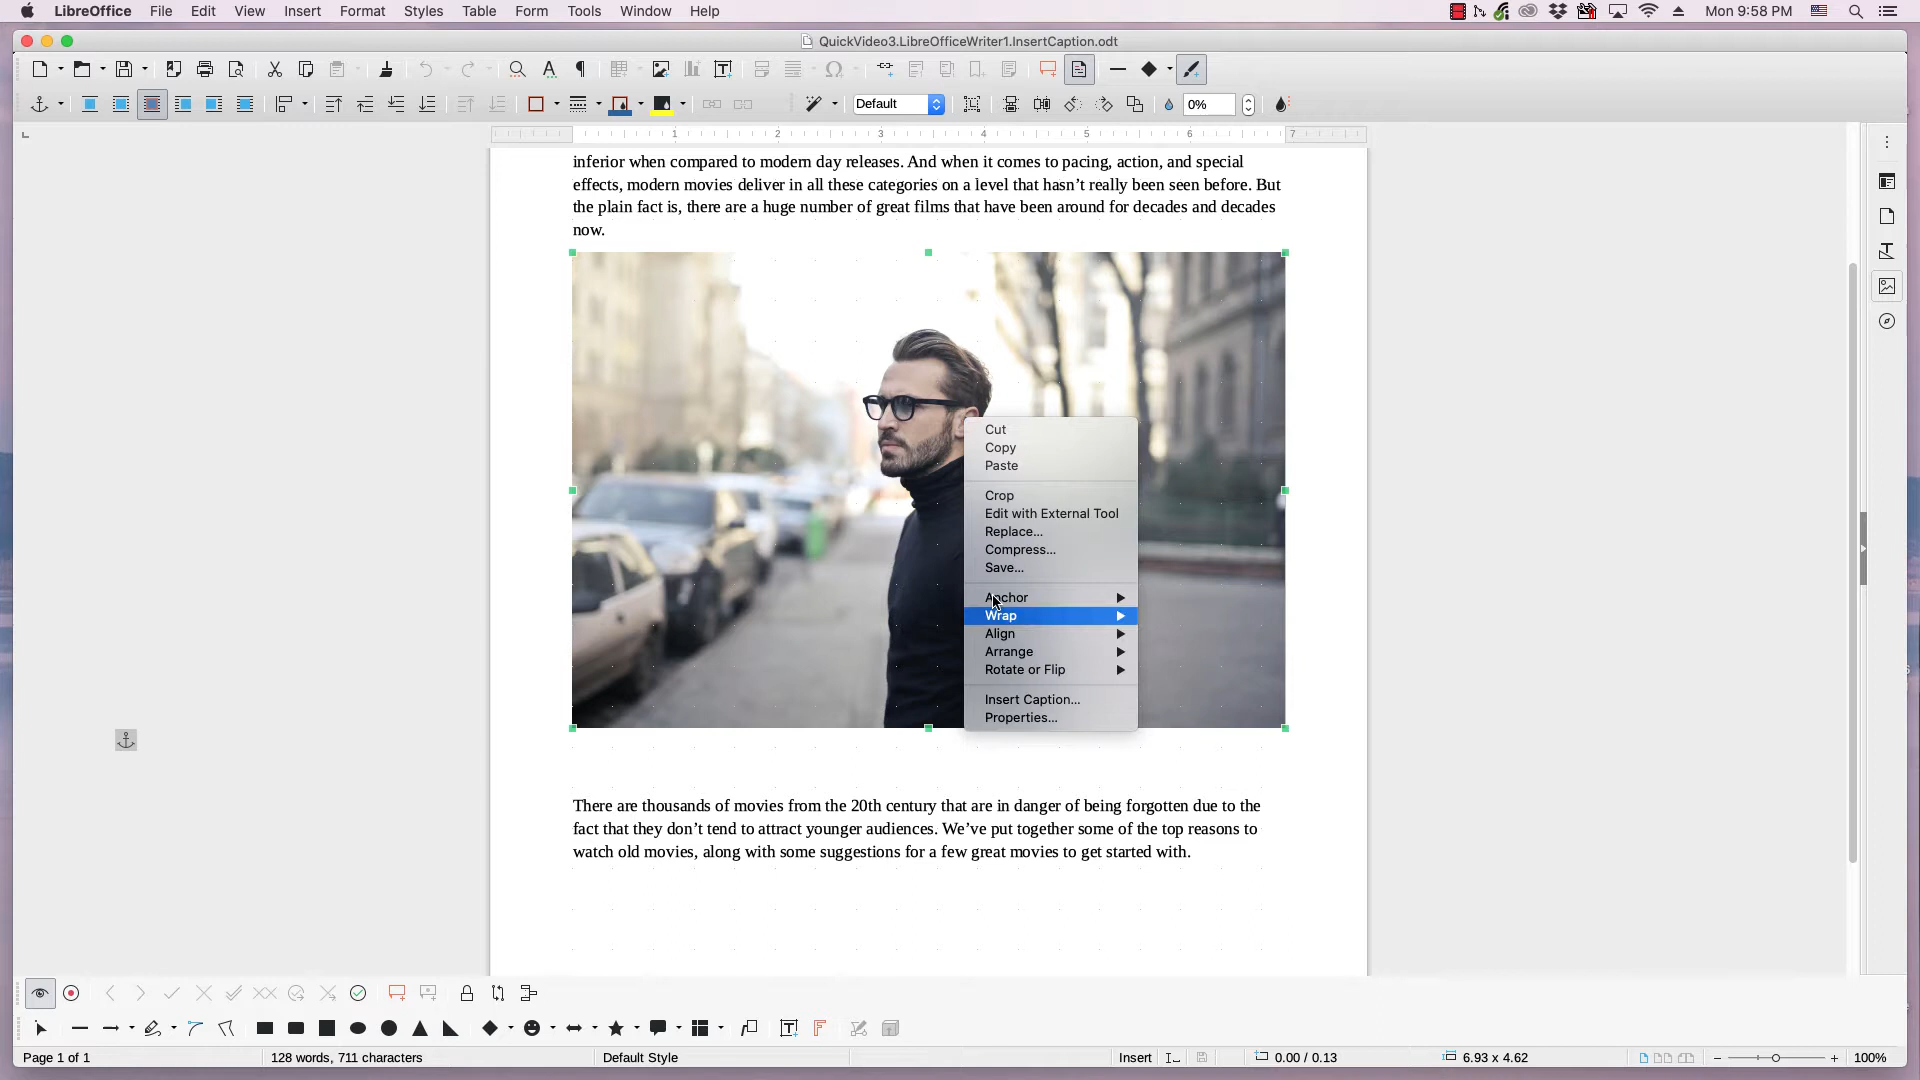 LibreOffice File Edit View Insert Format Styles Table Form Tools Window Help Mon 9:58 PM
QuickVideo3.LibreOfficeWriter1.InsertCaption.odt
Default 0%
1 2 3 4 5 6 7
inferior when compared to modern day releases. And when it comes to pacing, action, and special
effects, modern movies deliver in all these categories on a level that hasn’t really been seen before. But
the plain fact is, there are a huge number of great films that have been around for decades and decades
now.
Cut
Copy
Paste
Crop
Edit with External Tool
Replace...
Compress...
Save...
Anchor
Wrap
Align
Arrange
Rotate or Flip
Insert Caption...
Properties...
There are thousands of movies from the 20th century that are in danger of being forgotten due to the
fact that they don’t tend to attract younger audiences. We’ve put together some of the top reasons to
watch old movies, along with some suggestions for a few great movies to get started with.
Page 1 of 1 128 words, 711 characters Default Style Insert 0.00 / 0.13 6.93 x 4.62 100%